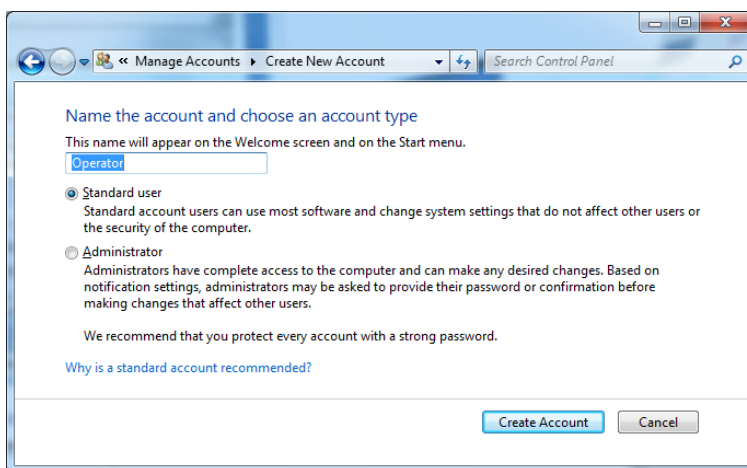 « Manage Accounts Create New Account Search Control Panel
Name the account and choose an account type
This name will appear on the Welcome screen and on the Start menu.
Operator
Standard user
Standard account users can use most software and change system settings that do not affect other users or
the security of the computer.
Administrator
Administrators have complete access to the computer and can make any desired changes. Based on
notification settings, administrators may be asked to provide their password or confirmation before
making changes that affect other users.
We recommend that you protect every account with a strong password.
Why is a standard account recommended?
Create Account Cancel